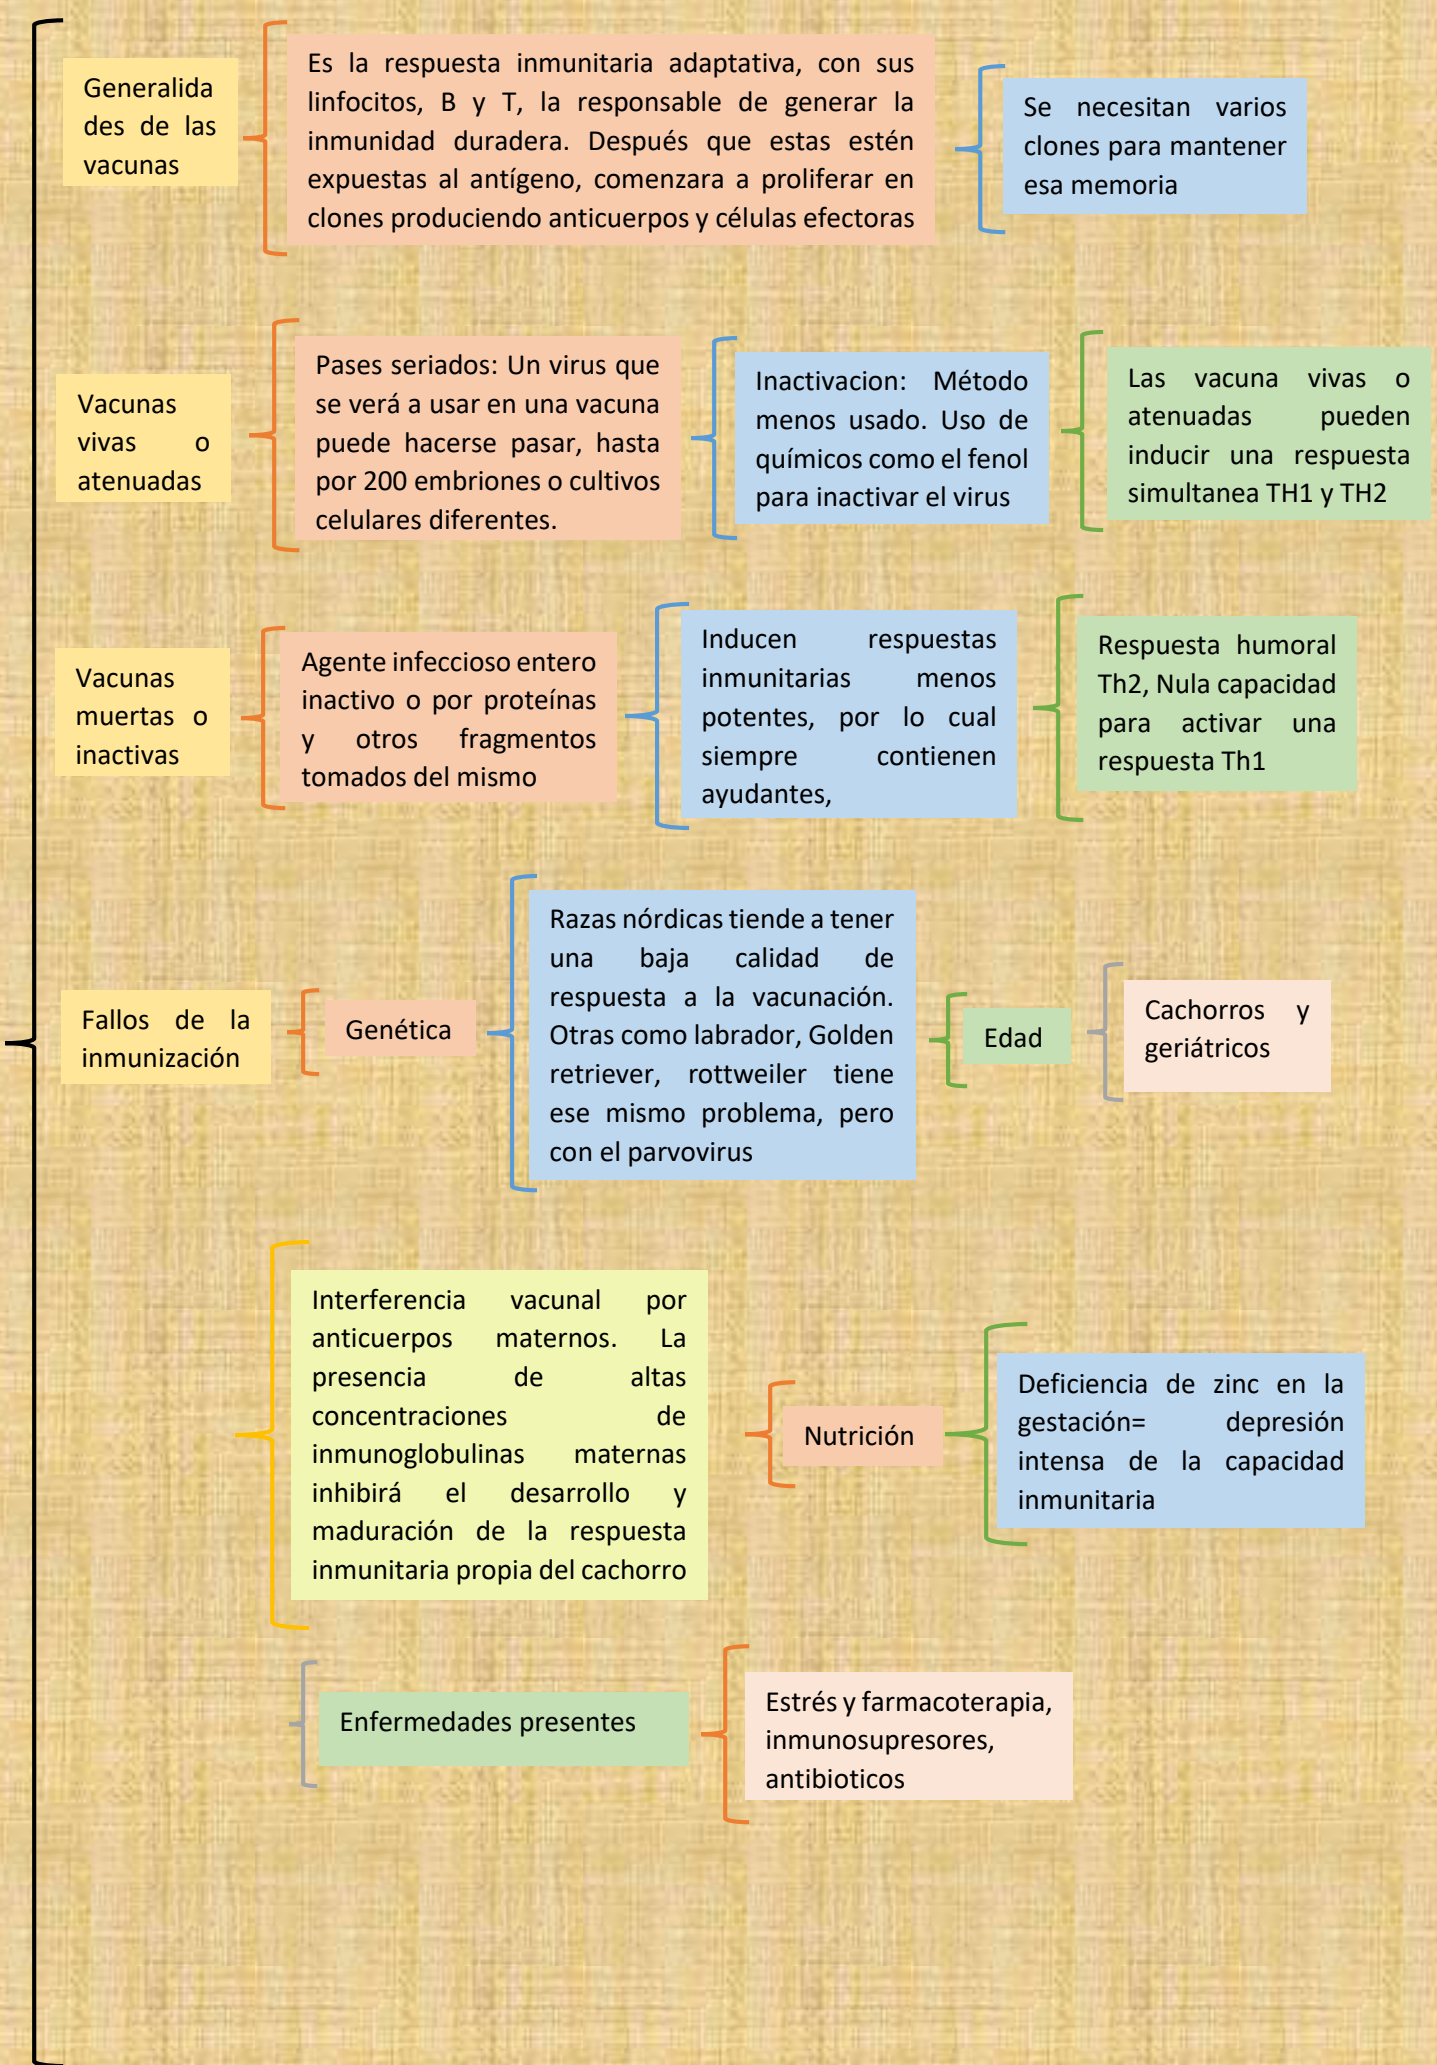 Generalida
des de las
vacunas
Es la respuesta inmunitaria adaptativa, con sus
linfocitos, B y T, la responsable de generar la
inmunidad duradera. Después que estas estén
expuestas al antígeno, comenzara a proliferar en
clones produciendo anticuerpos y células efectoras
Se necesitan varios
clones para mantener
esa memoria
Vacunas
vivas o
atenuadas
Pases seriados: Un virus que
se verá a usar en una vacuna
puede hacerse pasar, hasta
por 200 embriones o cultivos
celulares diferentes.
Inactivacion: Método
menos usado. Uso de
químicos como el fenol
para inactivar el virus
Las vacuna vivas o
atenuadas pueden
inducir una respuesta
simultanea TH1 y TH2
Vacunas
muertas o
inactivas
Agente infeccioso entero
inactivo o por proteínas
y otros fragmentos
tomados del mismo
Inducen respuestas
inmunitarias menos
potentes, por lo cual
siempre contienen
ayudantes,
Respuesta humoral
Th2, Nula capacidad
para activar una
respuesta Th1
Fallos de la
inmunización
Genética
Razas nórdicas tiende a tener
una baja calidad de
respuesta a la vacunación.
Otras como labrador, Golden
retriever, rottweiler tiene
ese mismo problema, pero
con el parvovirus
Edad
Cachorros y
geriátricos
Interferencia vacunal por
anticuerpos maternos. La
presencia de altas
concentraciones de
inmunoglobulinas maternas
inhibirá el desarrollo y
maduración de la respuesta
inmunitaria propia del cachorro
Nutrición
Deficiencia de zinc en la
gestación= depresión
intensa de la capacidad
inmunitaria
Enfermedades presentes
Estrés y farmacoterapia,
inmunosupresores,
antibioticos